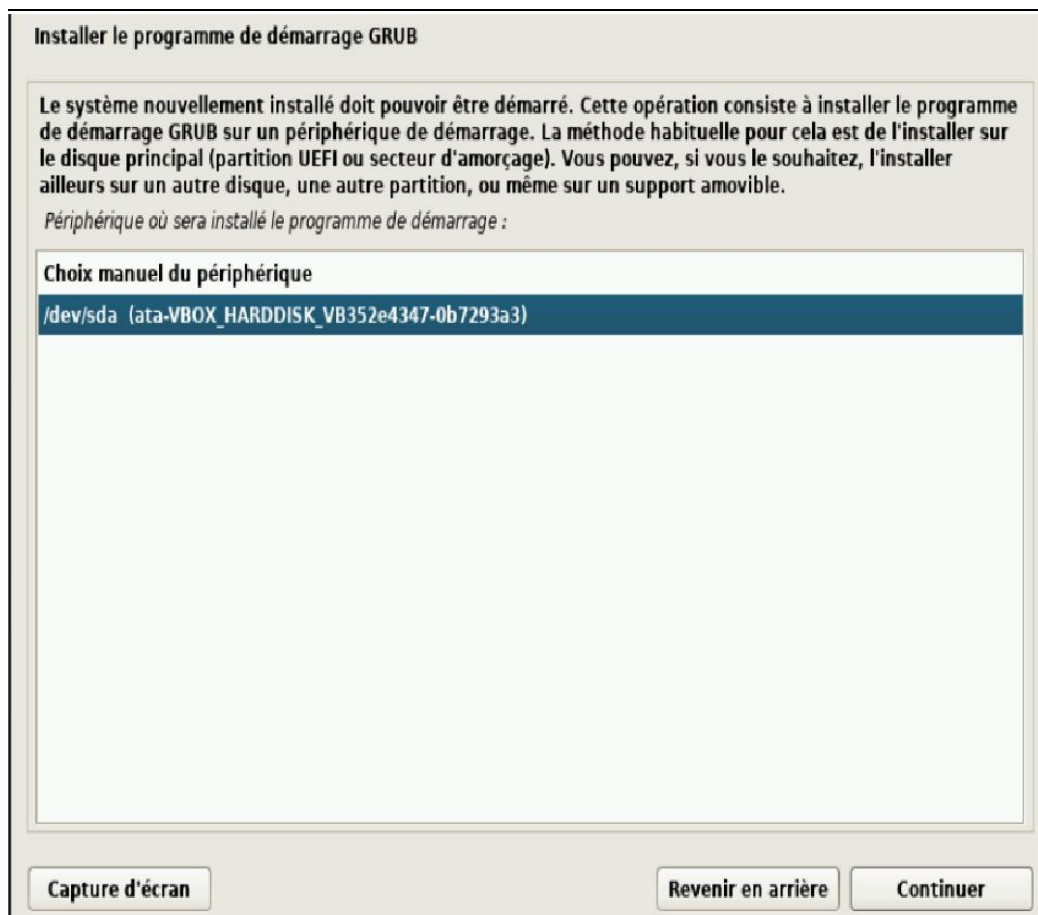 Installer le programme de démarrage GRUB
Le système nouvellement installé doit pouvoir être démarré. Cette opération consiste à installer le programme
de démarrage GRUB sur un périphérique de démarrage. La méthode habituelle pour cela est de l'installer sur
le disque principal (partition UEFI ou secteur d'amorçage). Vous pouvez, si vous le souhaitez, l'installer
ailleurs sur un autre disque, une autre partition, ou même sur un support amovible.
Périphérique où sera installé le programme de démarrage :
Choix manuel du périphérique
/dev/sda (ata-VBOX_HARDDISK_VB352e4347-0b7293a3)
Capture d'écran
Revenir en arrière
Continuer